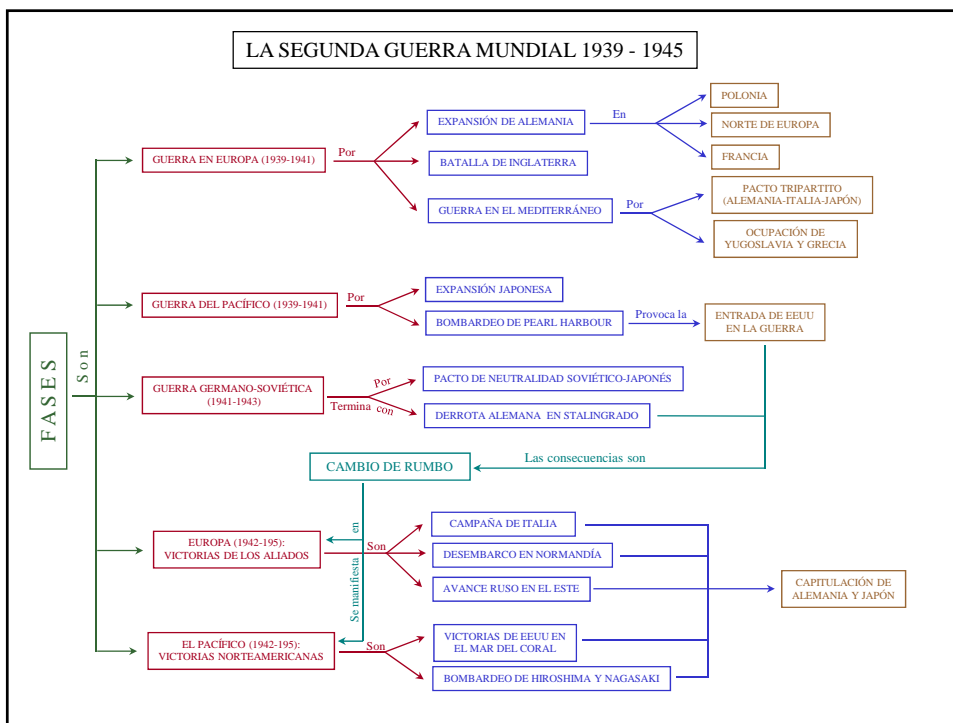 LA SEGUNDA GUERRA MUNDIAL 1939 - 1945
FASES
Son
GUERRA EN EUROPA (1939-1941)
Por
EXPANSIÓN DE ALEMANIA
En
POLONIA
NORTE DE EUROPA
FRANCIA
BATALLA DE INGLATERRA
GUERRA EN EL MEDITERRÁNEO
Por
PACTO TRIPARTITO
(ALEMANIA-ITALIA-JAPÓN)
OCUPACIÓN DE
YUGOSLAVIA Y GRECIA
GUERRA DEL PACÍFICO (1939-1941)
Por
EXPANSIÓN JAPONESA
BOMBARDEO DE PEARL HARBOUR
Provoca la
ENTRADA DE EEUU
EN LA GUERRA
GUERRA GERMANO-SOVIÉTICA
(1941-1943)
Por
PACTO DE NEUTRALIDAD SOVIÉTICO-JAPONÉS
Termina con
DERROTA ALEMANA EN STALINGRADO
Las consecuencias son
CAMBIO DE RUMBO
Se manifiesta en
EUROPA (1942-195):
VICTORIAS DE LOS ALIADOS
Son
CAMPAÑA DE ITALIA
DESEMBARCO EN NORMANDÍA
AVANCE RUSO EN EL ESTE
CAPITULACIÓN DE
ALEMANIA Y JAPÓN
EL PACÍFICO (1942-195):
VICTORIAS NORTEAMERICANAS
Son
VICTORIAS DE EEUU EN
EL MAR DEL CORAL
BOMBARDEO DE HIROSHIMA Y NAGASAKI